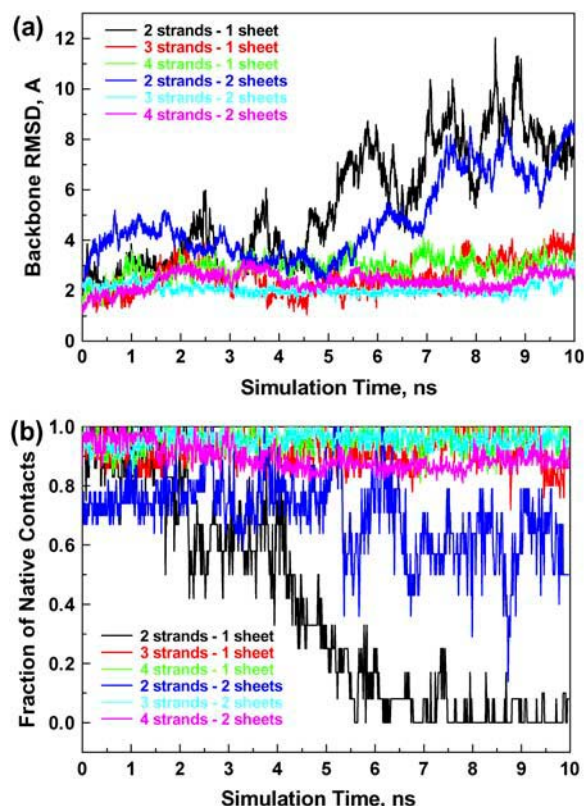 (a)
12
10
8
6
4
2
0
2 strands - 1 sheet
3 strands - 1 sheet
4 strands - 1 sheet
2 strands - 2 sheets
3 strands - 2 sheets
4 strands - 2 sheets
Backbone RMSD, A
0 1 2 3 4 5 6 7 8 9 10
Simulation Time, ns
(b)
1.0
0.8
0.6
0.4
0.2
0.0
2 strands - 1 sheet
3 strands - 1 sheet
4 strands - 1 sheet
2 strands - 2 sheets
3 strands - 2 sheets
4 strands - 2 sheets
Fraction of Native Contacts
0 1 2 3 4 5 6 7 8 9 10
Simulation Time, ns